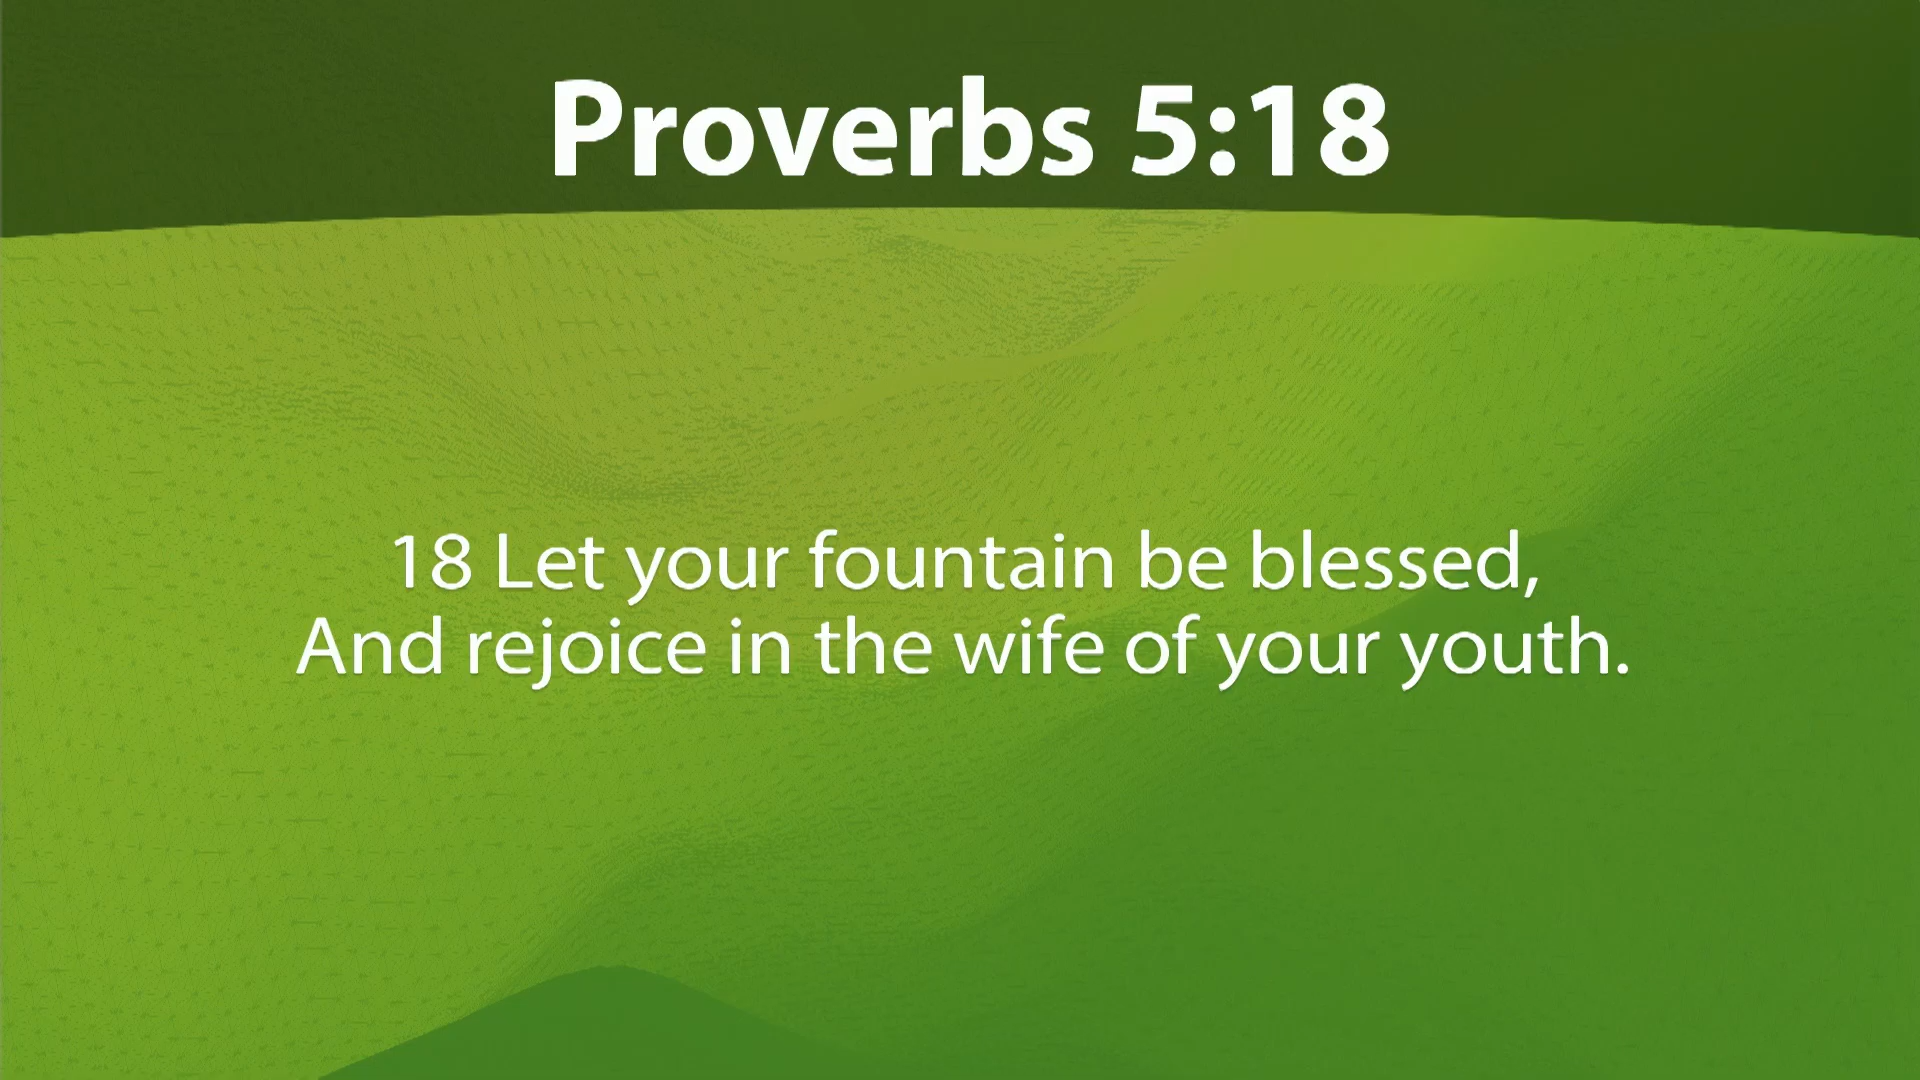 Proverbs 5:18
18 Let your fountain be blessed,
And rejoice in the wife of your youth.